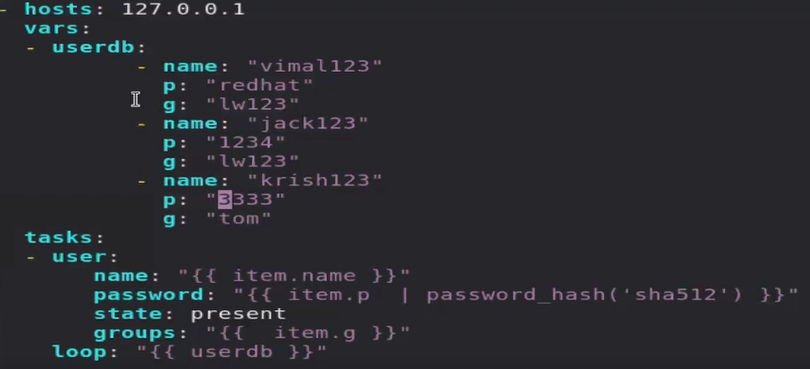 - hosts: 127.0.0.1
  vars:
  - userdb:
          - name: "vimal123"
            p: "redhat"
            g: "lw123"
          - name: "jack123"
            p: "1234"
            g: "lw123"
          - name: "krish123"
            p: "3333"
            g: "tom"
  tasks:
  - user:
       name: "{{ item.name }}"
       password: "{{ item.p  | password_hash('sha512') }}"
       state: present
       groups: "{{  item.g }}"
    loop: "{{ userdb }}"